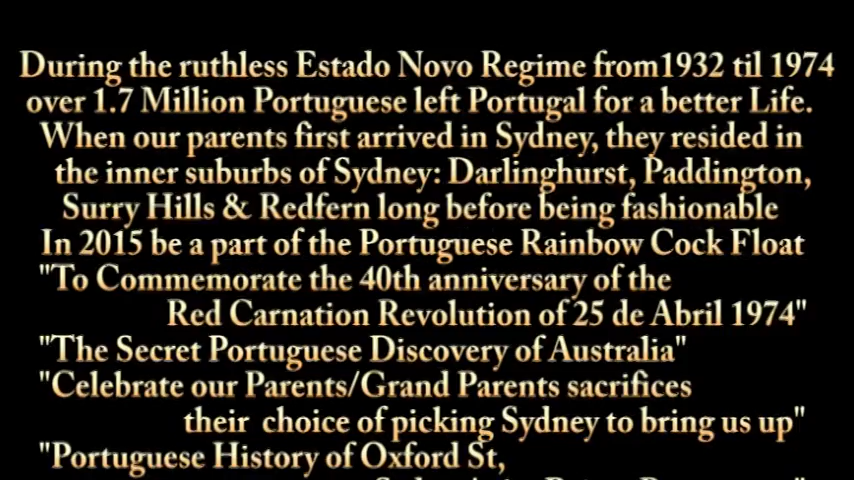 During the ruthless Estado Novo Regime from1932 til 1974
over 1.7 Million Portuguese left Portugal for a better Life.
When our parents first arrived in Sydney, they resided in
the inner suburbs of Sydney: Darlinghurst, Paddington,
Surry Hills & Redfern long before being fashionable
In 2015 be a part of the Portuguese Rainbow Cock Float
"To Commemorate the 40th anniversary of the
Red Carnation Revolution of 25 de Abril 1974"
"The Secret Portuguese Discovery of Australia"
"Celebrate our Parents/Grand Parents sacrifices
their choice of picking Sydney to bring us up"
"Portuguese History of Oxford St,